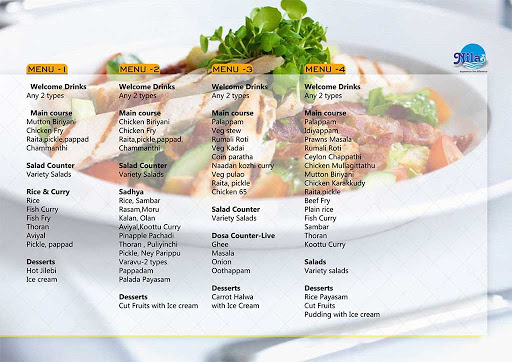 Nila
MENU - I
Welcome Drinks
Any 2 types
Main course
Mutton Biriyani
Chicken Fry
Raita,pickle,pappad
Chammanthi
Salad Counter
Variety Salads
Rice & Curry
Rice
Fish Curry
Fish Fry
Thoran
Aviyal
Pickle, pappad
Desserts
Hot Jilebi
Ice cream
MENU -2
Welcome Drinks
Any 2 types
Main course
Chicken Biriyani
Chicken Fry
Raita,pickle,pappad,
Chammanthi
Salad Counter
Variety Salads
Sadhya
Rice, Sambar
Rasam,Moru
Kalan, Olan
Aviyal,Koottu Curry
Pinapple Pachadi
Thoran , Puliyinchi
Pickle, Ney Parippu
Varavu-2 types
Pappadam
Palada Payasam
Desserts
Cut Fruits with Ice cream
MENU -3
Welcome Drinks
Any 2 types
Main course
Palappam
Veg stew
Rumali Roti
Veg Kadai
Coin paratha
Naadan kozhi curry
Veg pulao
Raita, pickle
Chicken 65
Salad Counter
Variety Salads
Dosa Counter-Live
Ghee
Masala
Onion
Oothappam
Desserts
Carrot Halwa
with Ice cream
MENU -4
Welcome Drinks
Any 2 types
Main course
Palappam
Idiyappam
Prawns Masala
Rumali Roti
Ceylon Chappathi
Chicken Mullagittathu
Mutton Biriyani
Chicken Karakkudy
Raita,pickle
Beef Fry
Plain rice
Fish Curry
Sambar
Thoran
Koottu Curry
Salads
Variety salads
Desserts
Rice Payasam
Cut Fruits
Pudding with Ice cream